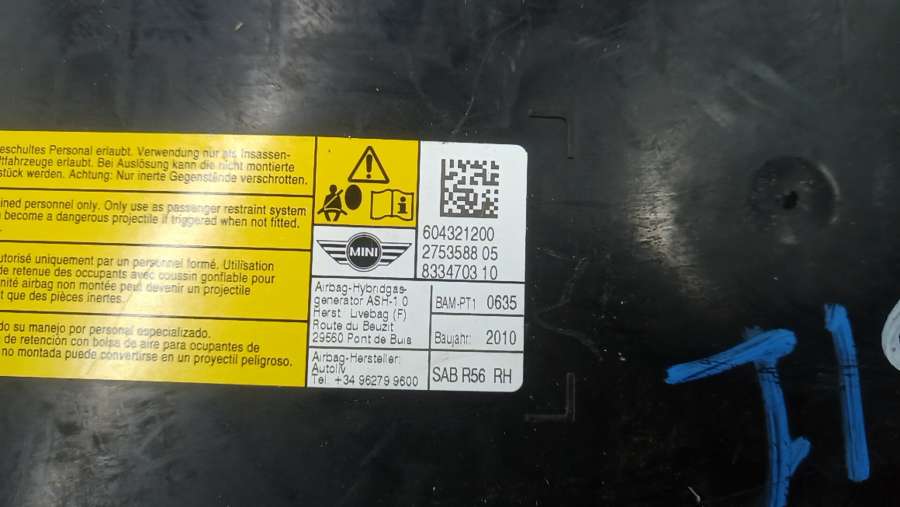 eschultes Personal erlaubt. Verwendung nur als Insassen-
tfahrzeuge erlaubt. Bei Auslösung kann die nicht montierte
stück werden. Achtung: Nur inerte Gegenstände verschrotten.
ined personnel only. Only use as passenger restraint system
n become a dangerous projectile if triggered when not fitted.
utorisé uniquement par un personnel formé. Utilisation
de retenue des occupants avec coussin gonflable pour
nité airbag non montée peut devenir un projectile
t que des pièces inertes.
do su manejo por personal especializado.
de retención con bolsa de aire para ocupantes de
no montada puede convertirse en un proyectil peligroso.
MINI
604321200
2753588 05
8334703 10
Airbag-Hybridgas-
generator ASH-1.0
Herst. Livebag (F)
Route du Beuzit
29560 Pont de Buis
Airbag-Hersteller:
Autoliv
Tel: +34 96279 9600
BAM-PT1 0635
Baujahr: 2010
SAB R56 RH